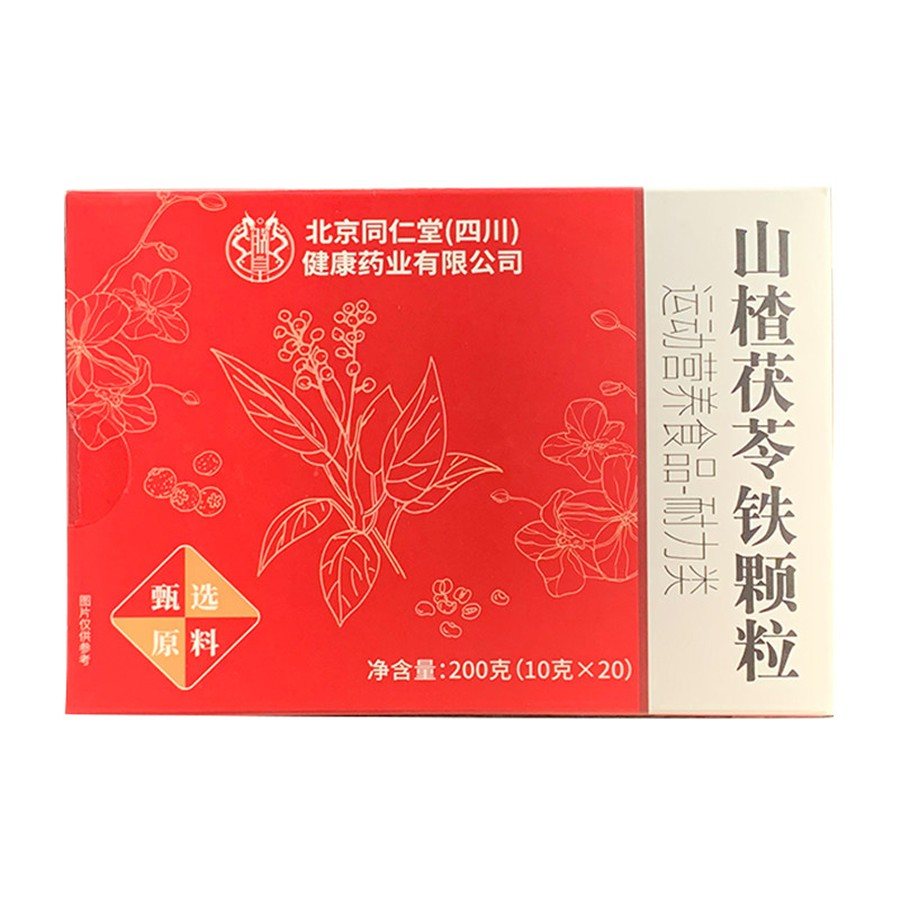 北京同仁堂(四川)
健康药业有限公司
山楂茯苓铁颗粒
运动营养食品-耐力类
甄选
原料
图片仅供参考
净含量:200克(10克×20)